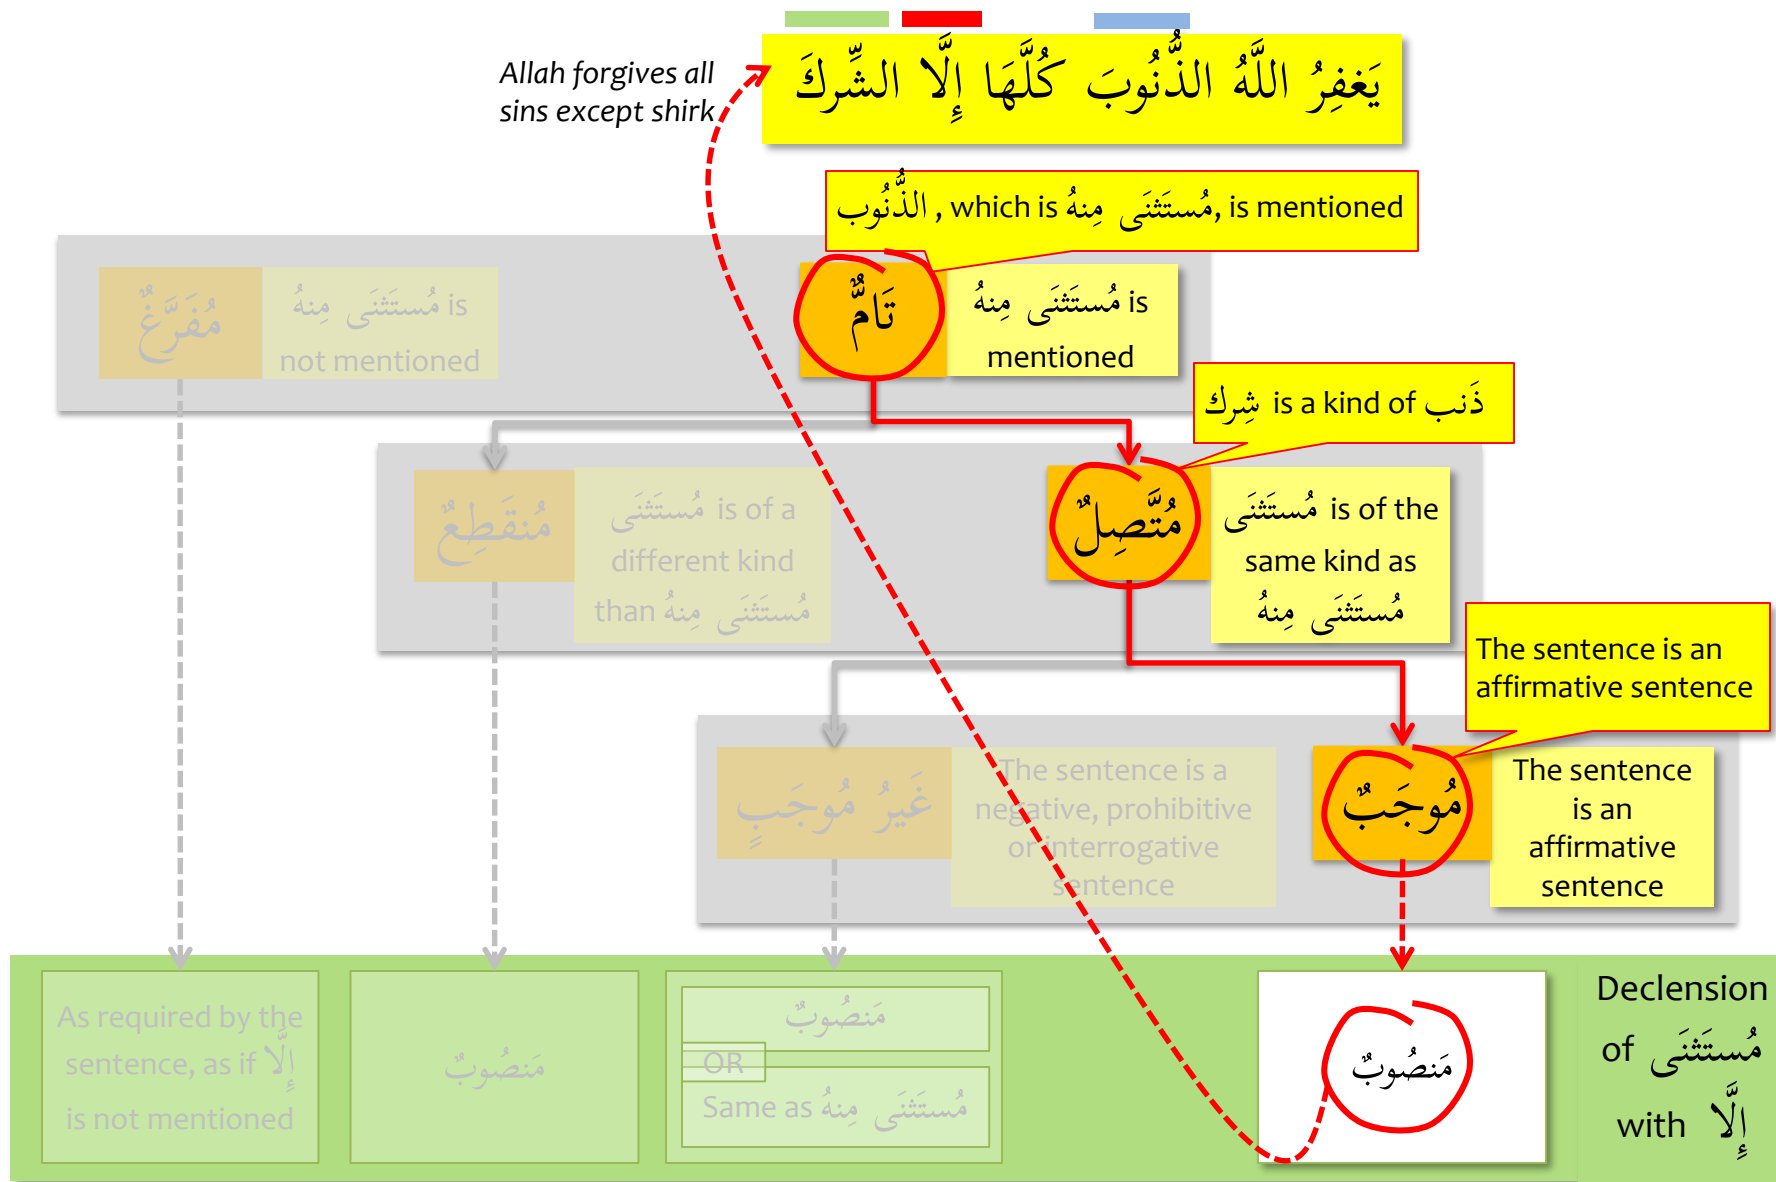 Allah forgives all
sins except shirk
يَغفِرُ اللَّهُ الذُّنُوبَ كُلَّهَا إِلَّا الشِّركَ
الذُّنُوب , which is مُستَثنَى مِنهُ, is mentioned
مُفَرَّغٌ
مُستَثنَى مِنهُ is
not mentioned
تَامٌّ
مُستَثنَى مِنهُ is
mentioned
شِرك is a kind of ذَنب
مُنقَطِعٌ
مُستَثنَى is of a
different kind
than مُستَثنَى مِنهُ
مُتَّصِلٌ
مُستَثنَى is of the
same kind as
مُستَثنَى مِنهُ
The sentence is an
affirmative sentence
غَيرُ مُوجَبٍ
The sentence is a
negative, prohibitive
or interrogative
sentence
مُوجَبٌ
The sentence
is an
affirmative
sentence
As required by the
sentence, as if إِلَّا
is not mentioned
مَنصُوبٌ
مَنصُوبٌ
OR
Same as مُستَثنَى مِنهُ
مَنصُوبٌ
Declension
of مُستَثنَى
with إِلَّا